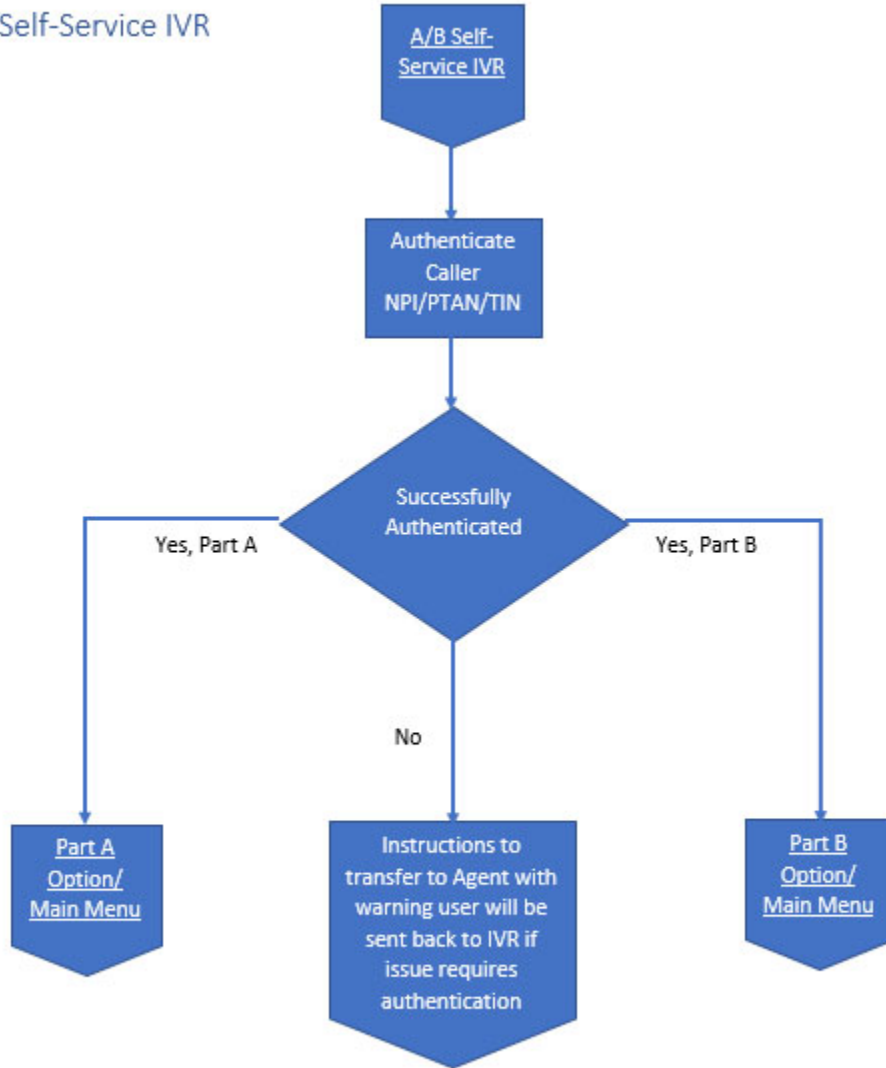 Self-Service IVR
A/B Self-
Service IVR
Authenticate
Caller
NPI/PTAN/TIN
Successfully
Authenticated
Yes, Part A
Yes, Part B
No
Part A
Option/
Main Menu
Instructions to
transfer to Agent with
warning user will be
sent back to IVR if
issue requires
authentication
Part B
Option/
Main Menu